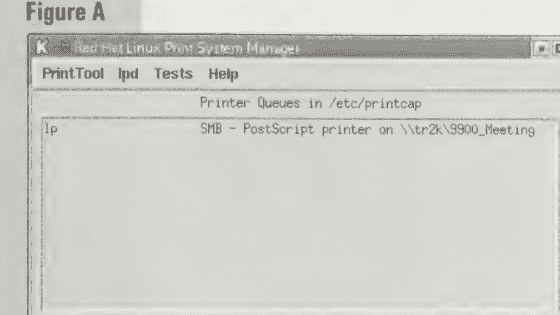 Figure A
Red Hat Linux Print System Manager
PrintTool lpd Tests Help
Printer Queues in /etc/printcap
lp SMB - PostScript printer on \\tr2k\9900_Meeting